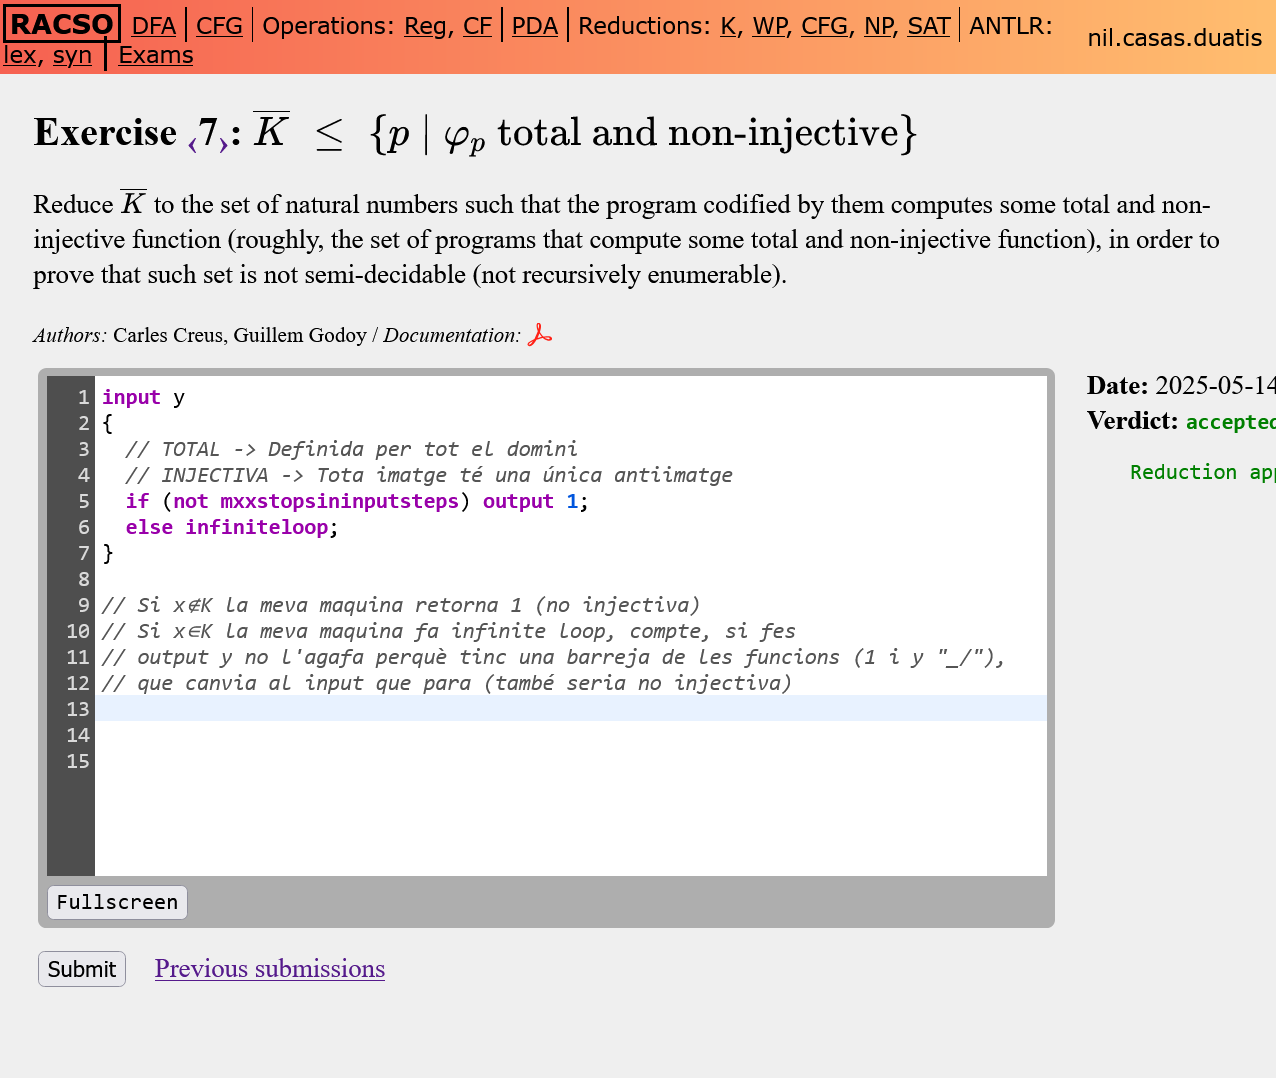 RACSO DFA CFG Operations: Reg, CF PDA Reductions: K, WP, CFG, NP, SAT ANTLR:
lex, syn Exams
nil.casas.duatis
Exercise ‹7›: K̅ ≤ {p | φp total and non-injective}
Reduce K̅ to the set of natural numbers such that the program codified by them computes some total and non-
injective function (roughly, the set of programs that compute some total and non-injective function), in order to
prove that such set is not semi-decidable (not recursively enumerable).
Authors: Carles Creus, Guillem Godoy / Documentation:
1 input y
2 {
3 // TOTAL -> Definida per tot el domini
4 // INJECTIVA -> Tota imatge té una única antiimatge
5 if (not mxxstopsininputsteps) output 1;
6 else infiniteloop;
7 }
8
9 // Si x∉K la meva maquina retorna 1 (no injectiva)
10 // Si x∈K la meva maquina fa infinite loop, compte, si fes
11 // output y no l'agafa perquè tinc una barreja de les funcions (1 i y "_/"),
12 // que canvia al input que para (també seria no injectiva)
13
14
15
Fullscreen
Date: 2025-05-14
Verdict: accepted
Reduction app
Submit Previous submissions